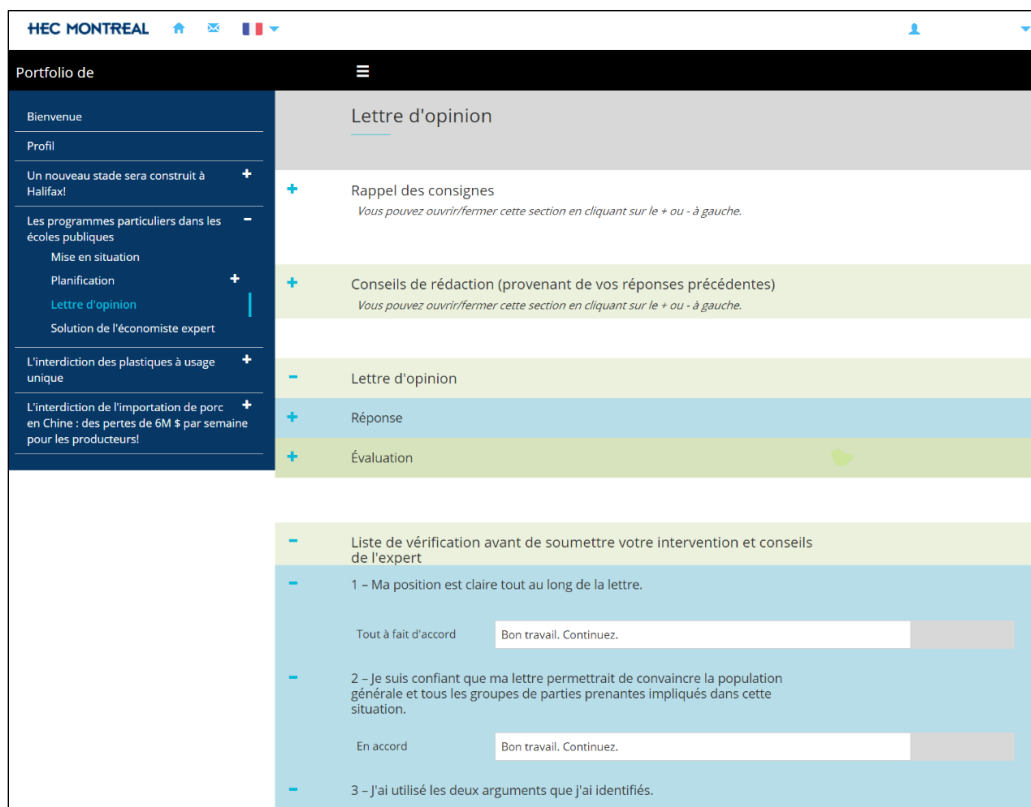 HEC MONTREAL
Portfolio de
Bienvenue
Profil
Un nouveau stade sera construit à
Halifax!
Les programmes particuliers dans les
écoles publiques
Mise en situation
Planification
Lettre d'opinion
Solution de l'économiste expert
L'interdiction des plastiques à usage
unique
L'interdiction de l'importation de porc
en Chine : des pertes de 6M $ par semaine
pour les producteurs!
Lettre d'opinion
Rappel des consignes
Vous pouvez ouvrir/fermer cette section en cliquant sur le + ou - à gauche.
Conseils de rédaction (provenant de vos réponses précédentes)
Vous pouvez ouvrir/fermer cette section en cliquant sur le + ou - à gauche.
Lettre d'opinion
Réponse
Évaluation
Liste de vérification avant de soumettre votre intervention et conseils
de l'expert
1 – Ma position est claire tout au long de la lettre.
Tout à fait d'accord
Bon travail. Continuez.
2 – Je suis confiant que ma lettre permettrait de convaincre la population
générale et tous les groupes de parties prenantes impliqués dans cette
situation.
En accord
Bon travail. Continuez.
3 – J'ai utilisé les deux arguments que j'ai identifiés.